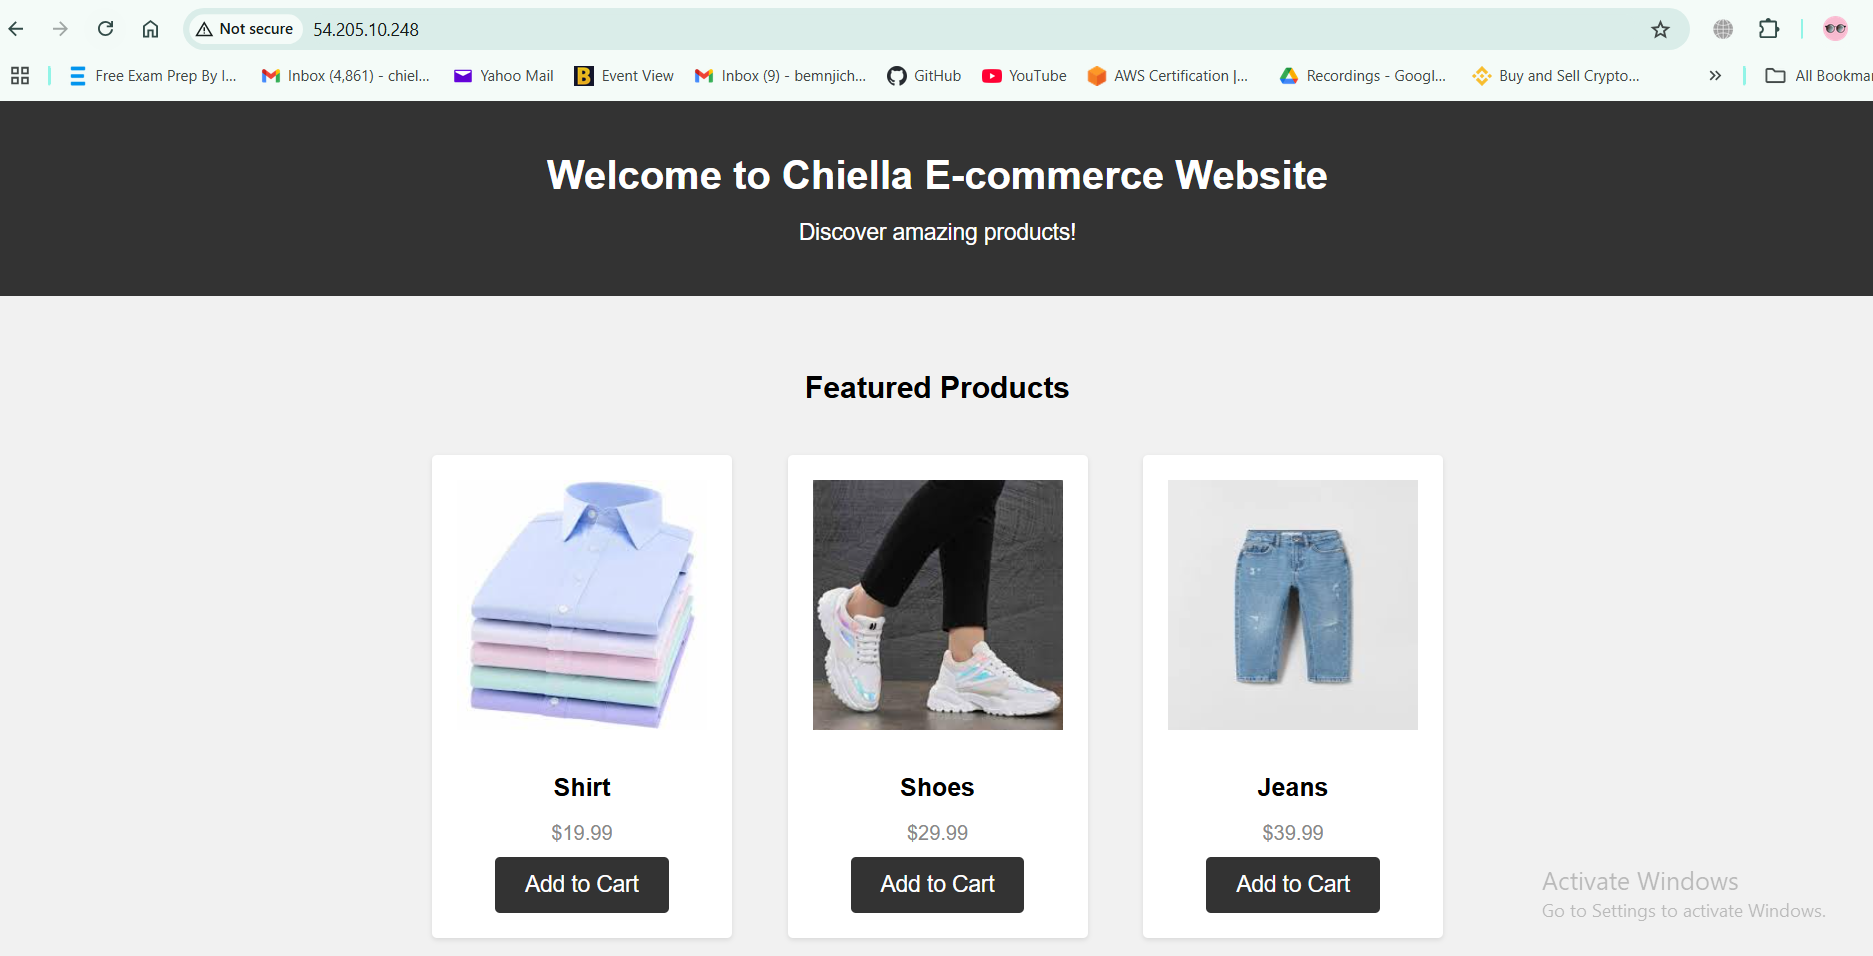 Not secure 54.205.10.248
Free Exam Prep By I... Inbox (4,861) - chiel... Yahoo Mail Event View Inbox (9) - bemnjich... GitHub YouTube AWS Certification |... Recordings - Googl... Buy and Sell Crypto... All Bookmar
Welcome to Chiella E-commerce Website
Discover amazing products!
Featured Products
Shirt
$19.99
Add to Cart
Shoes
$29.99
Add to Cart
Jeans
$39.99
Add to Cart
Activate Windows
Go to Settings to activate Windows.